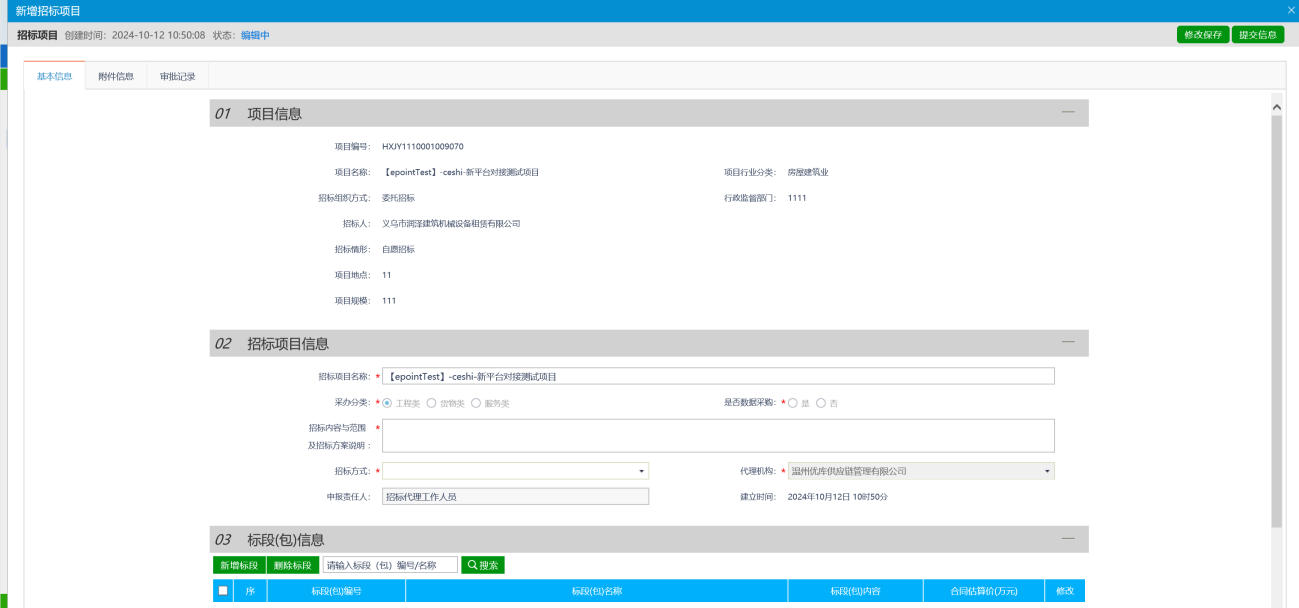 新增招标项目
招标项目 创建时间: 2024-10-12 10:50:08 状态: 编辑中 修改保存 提交信息
基本信息 附件信息 审批记录
01 项目信息
项目编号: HXJY1110001009070
项目名称: 【epointTest】-ceshi-新平台对接测试项目 项目行业分类: 房屋建筑业
招标组织方式: 委托招标 行政监督部门: 1111
招标人: 义乌市润泽建筑机械设备租赁有限公司
招标情形: 自愿招标
项目地点: 11
项目规模: 111
02 招标项目信息
招标项目名称: * 【epointTest】-ceshi-新平台对接测试项目
采办分类: * 工程类 货物类 服务类 是否数据采购: * 是 否
招标内容与范围 *
及招标方案说明:
招标方式: * 代理机构: * 温州优库供应链管理有限公司
申报责任人: 招标代理工作人员 建立时间: 2024年10月12日 10时50分
03 标段(包)信息
新增标段 删除标段 请输入标段（包）编号/名称 搜索
序 标段(包)编号 标段(包)名称 标段(包)内容 合同估算价(万元) 修改